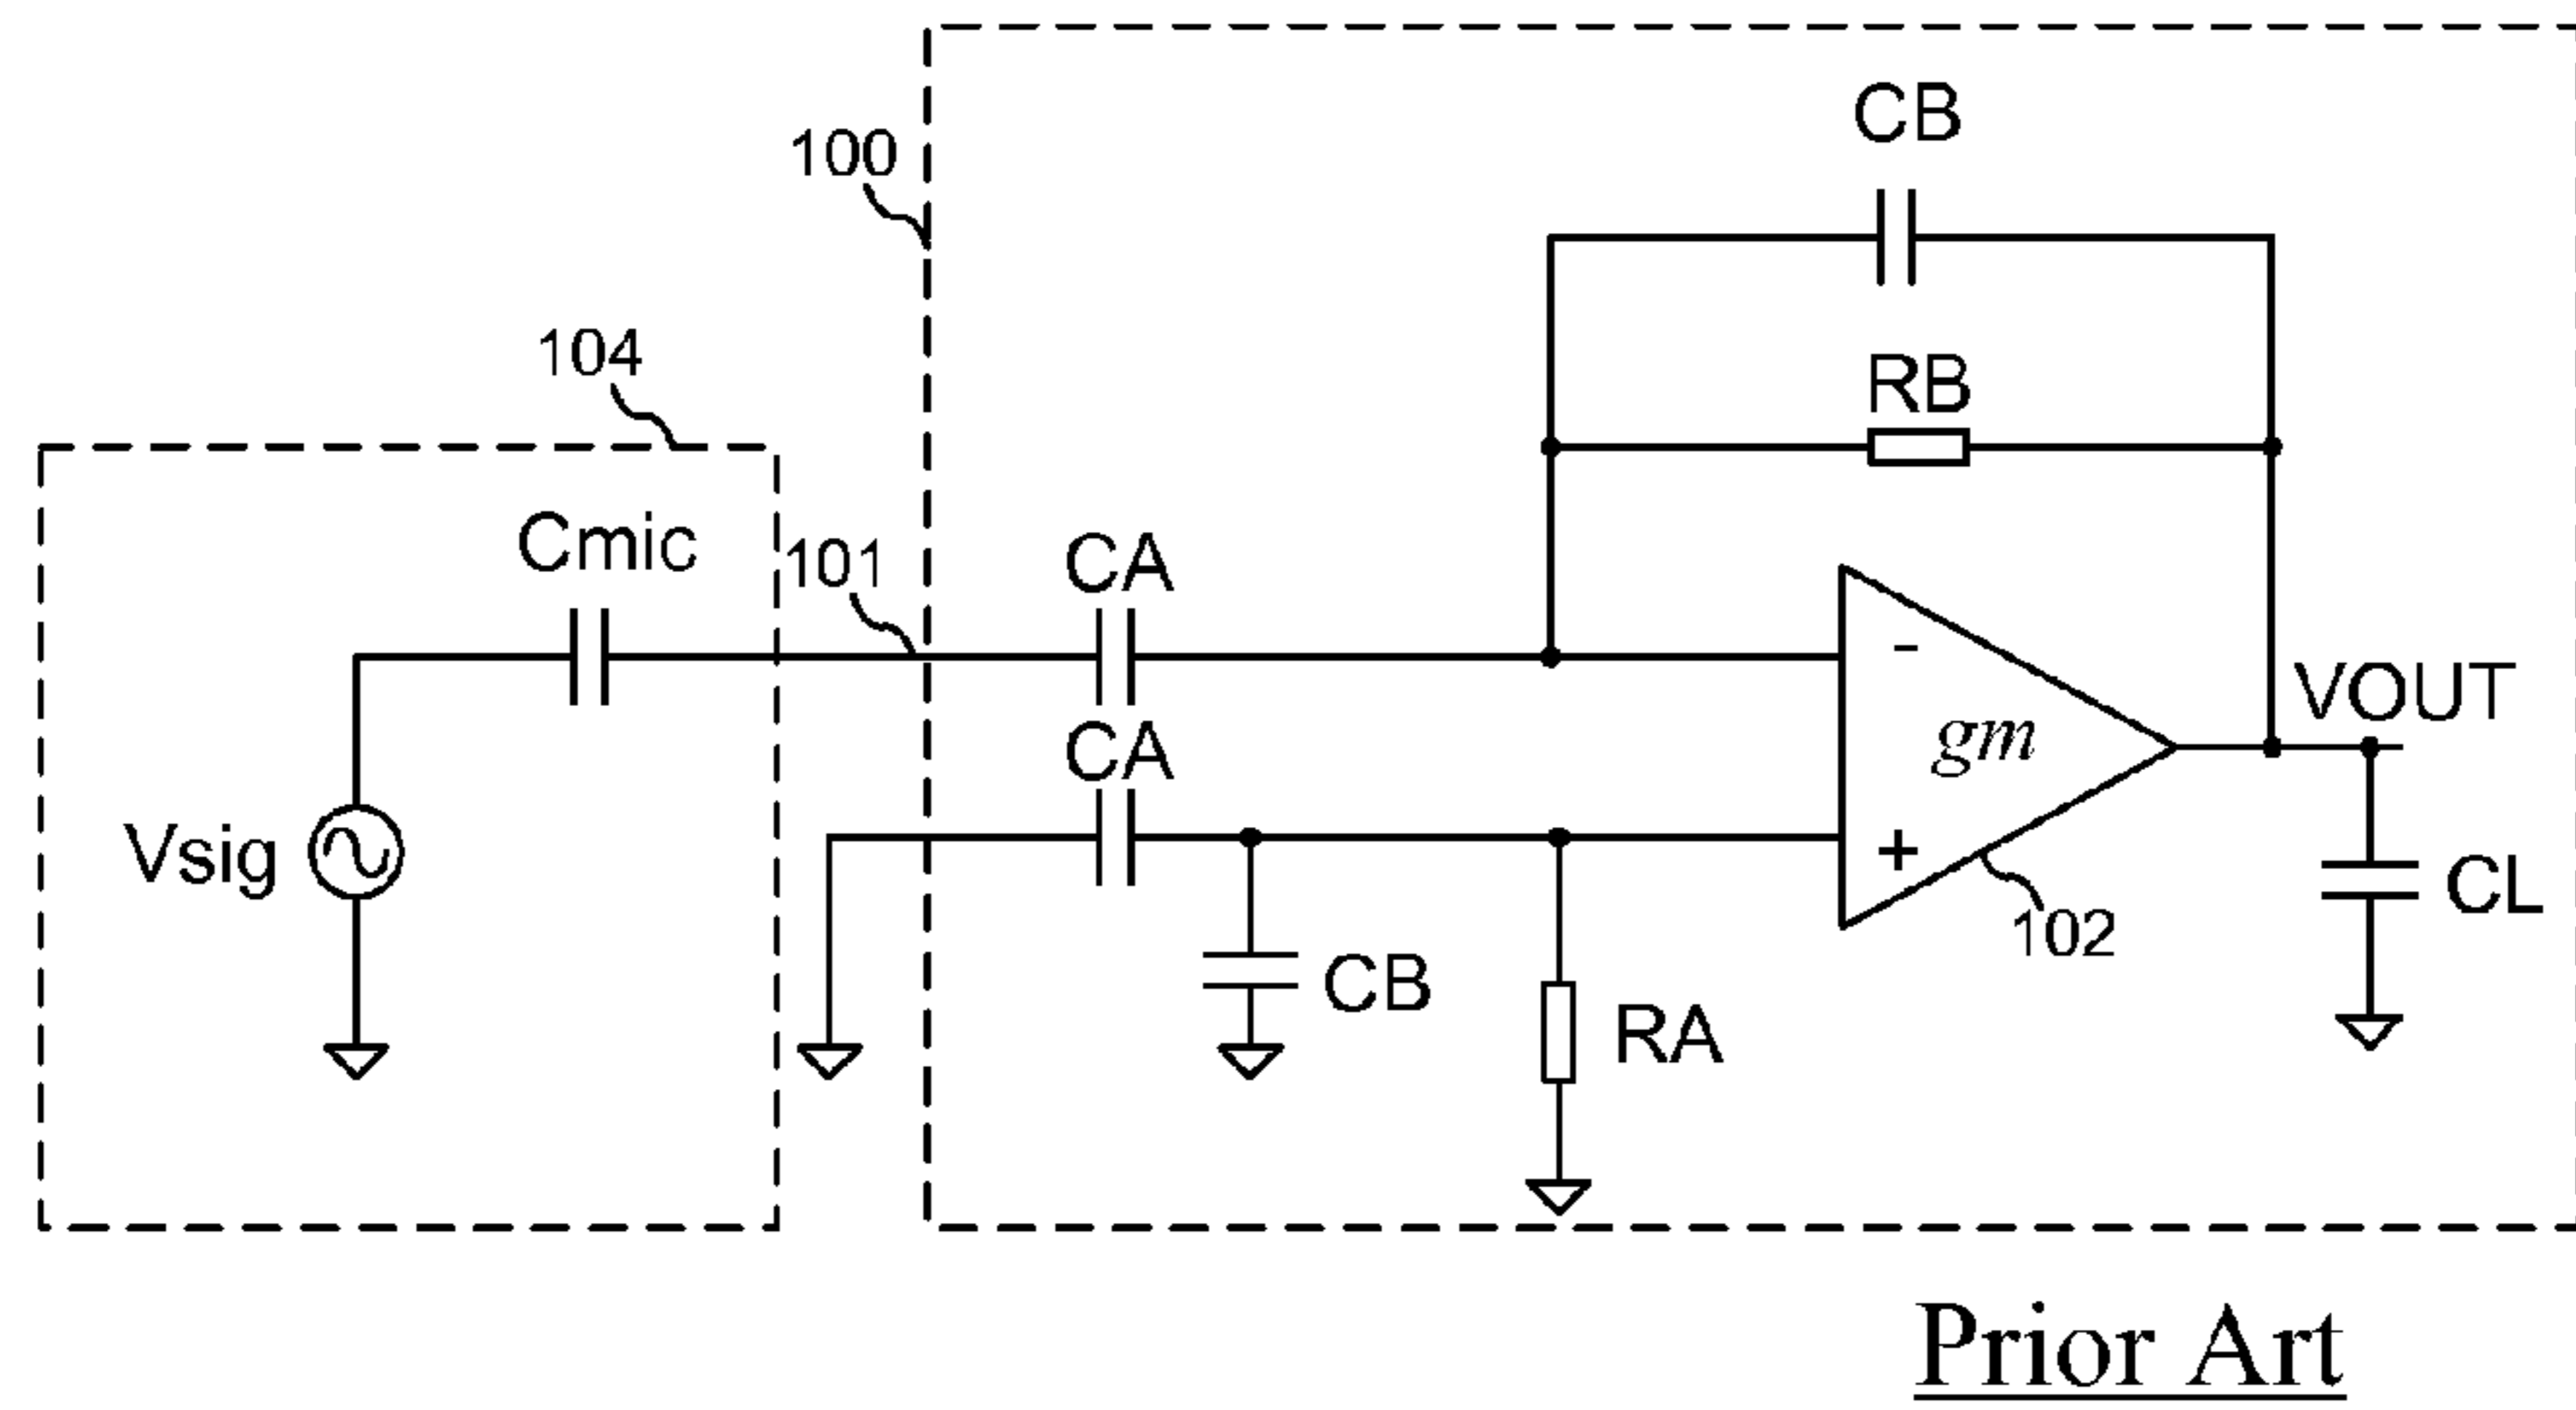 CB
100
RB
104
Cmic
101
CA
-
gm
VOUT
CA
Vsig
+
CL
102
CB
RA
Prior Art